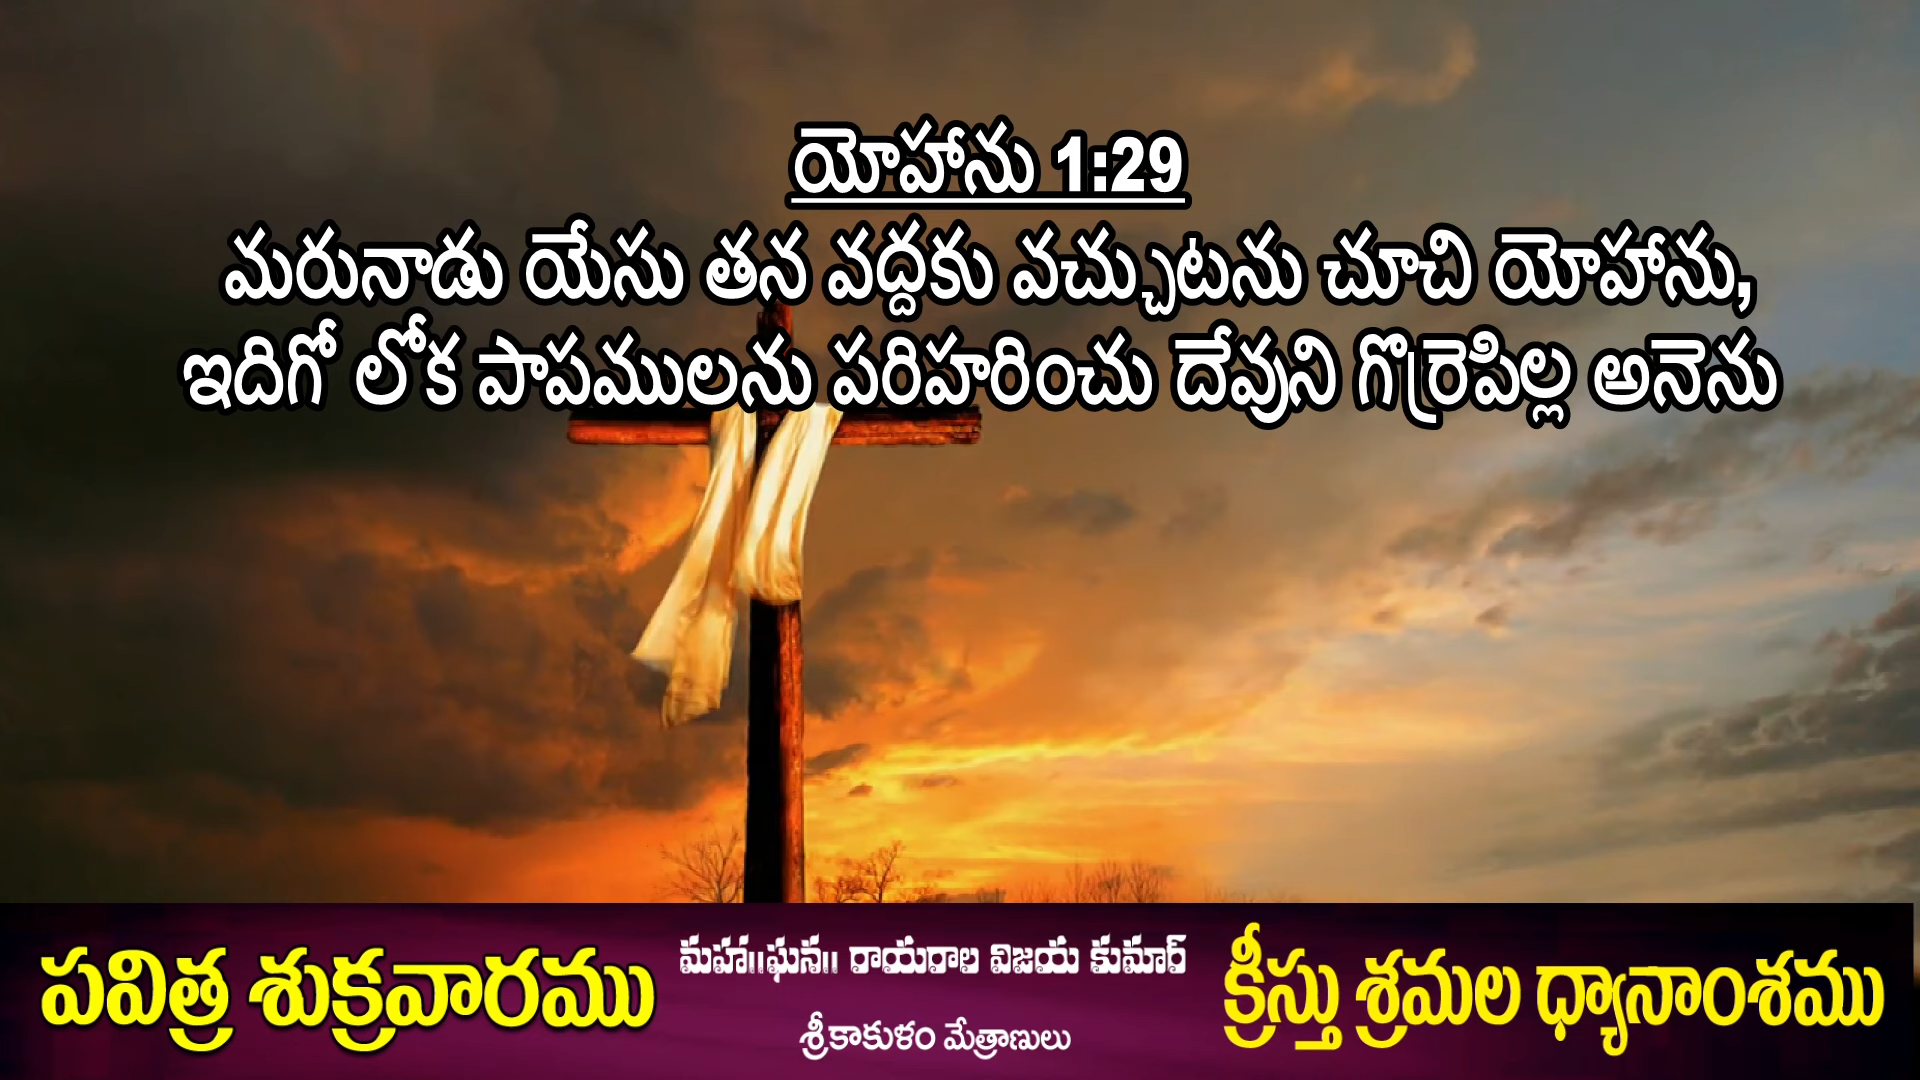 యోహాను 1:29
మరునాడు యేసు తన వద్దకు వచ్చుటను చూచి యోహాను,
ఇదిగో లోక పాపములను పరిహరించు దేవుని గొఱ్ఱెపిల్ల అనెను
పవిత్ర శుక్రవారము
మహా॥ఘన॥ రాయరాల విజయ కుమార్
శ్రీకాకుళం మేత్రాణులు
క్రీస్తు శ్రమల ధ్యానాంశము